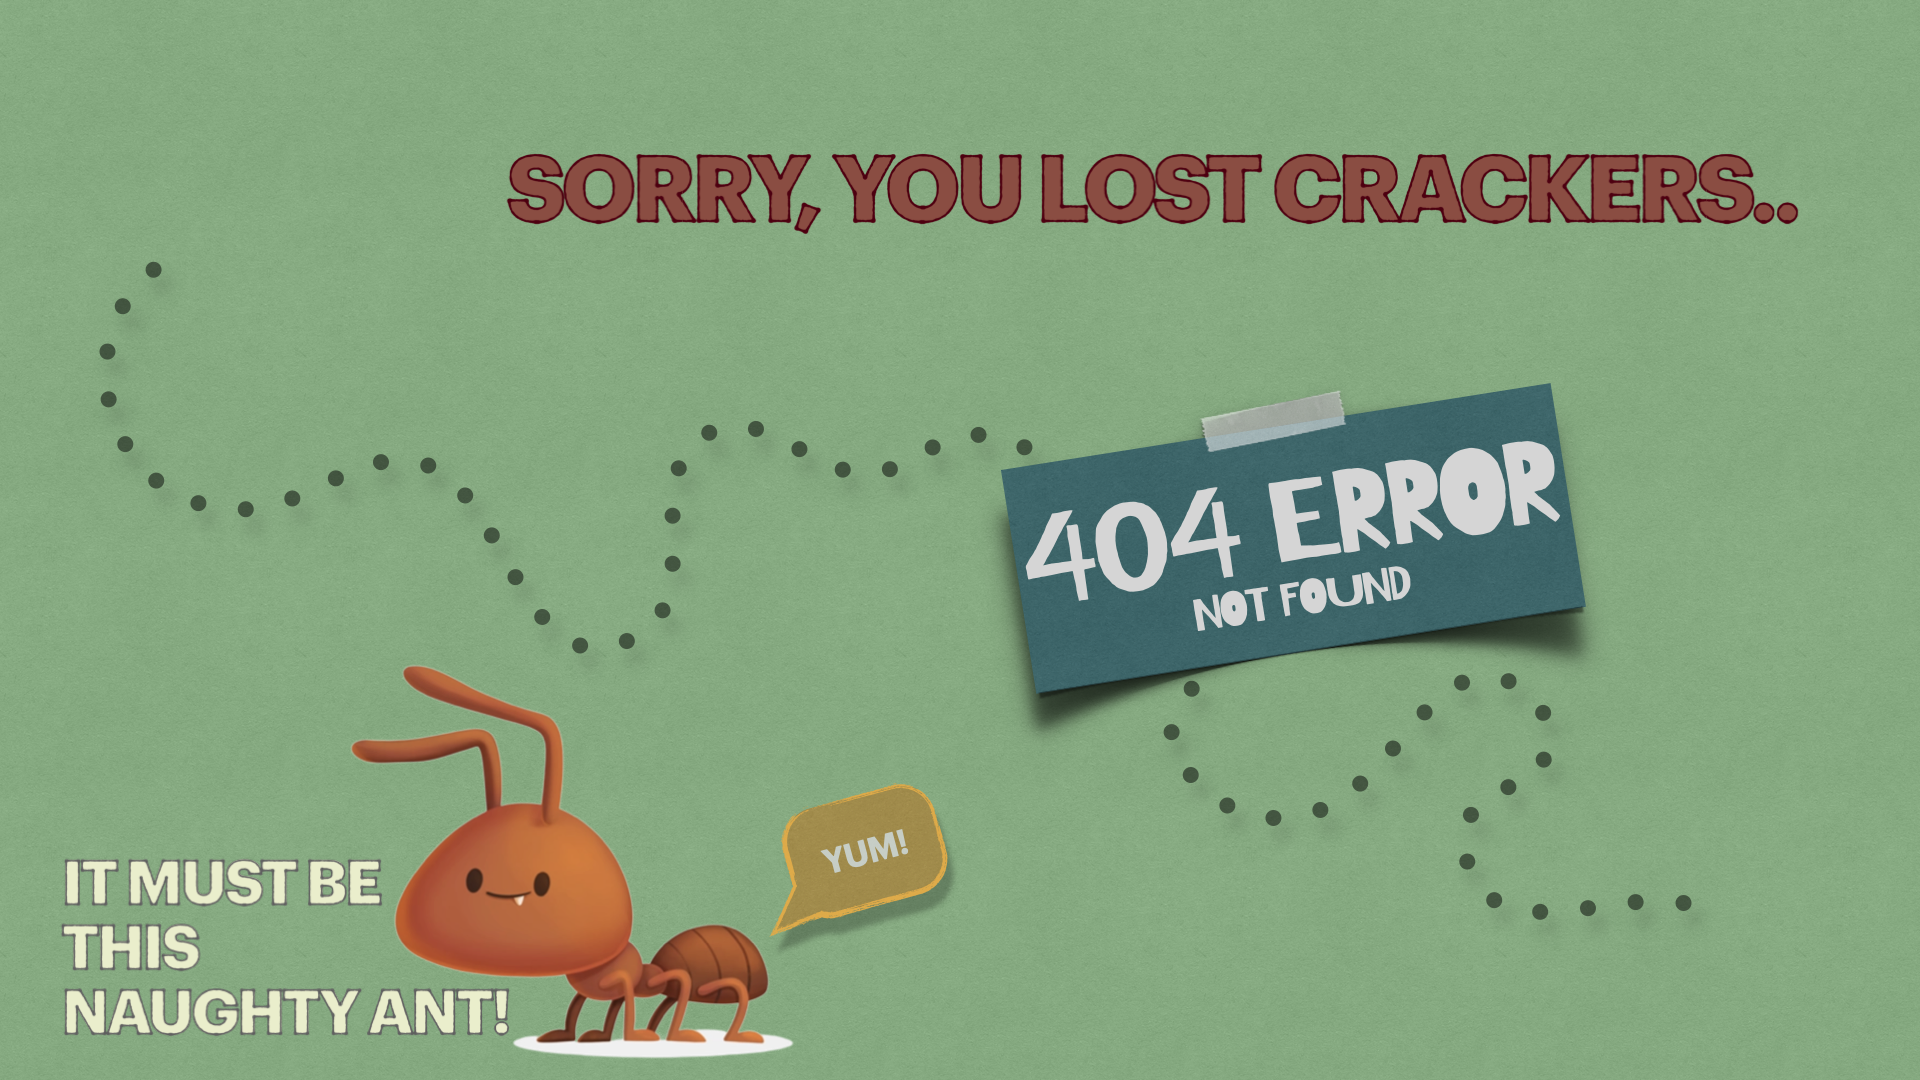 SORRY, YOU LOST CRACKERS..
404 ERROR
NOT FOUND
YUM!
IT MUST BE
THIS
NAUGHTY ANT!